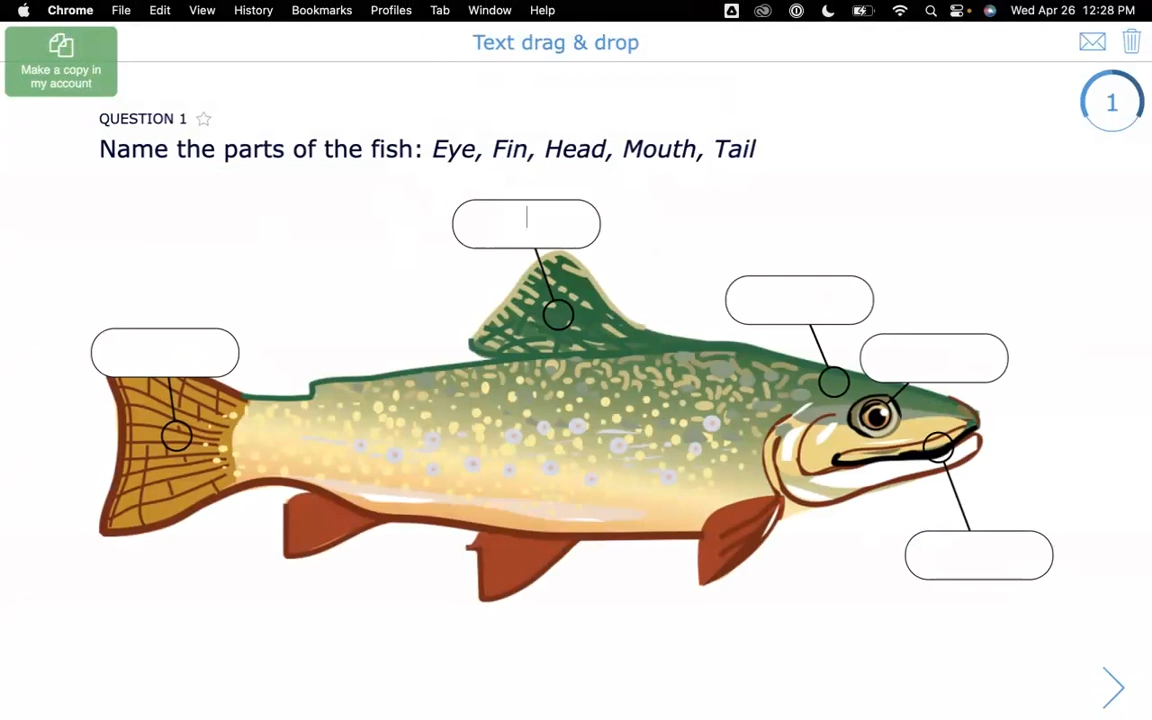 Chrome File Edit View History Bookmarks Profiles Tab Window Help Wed Apr 26 12:28 PM
Make a copy in
my account
Text drag & drop
1
QUESTION 1
Name the parts of the fish: Eye, Fin, Head, Mouth, Tail